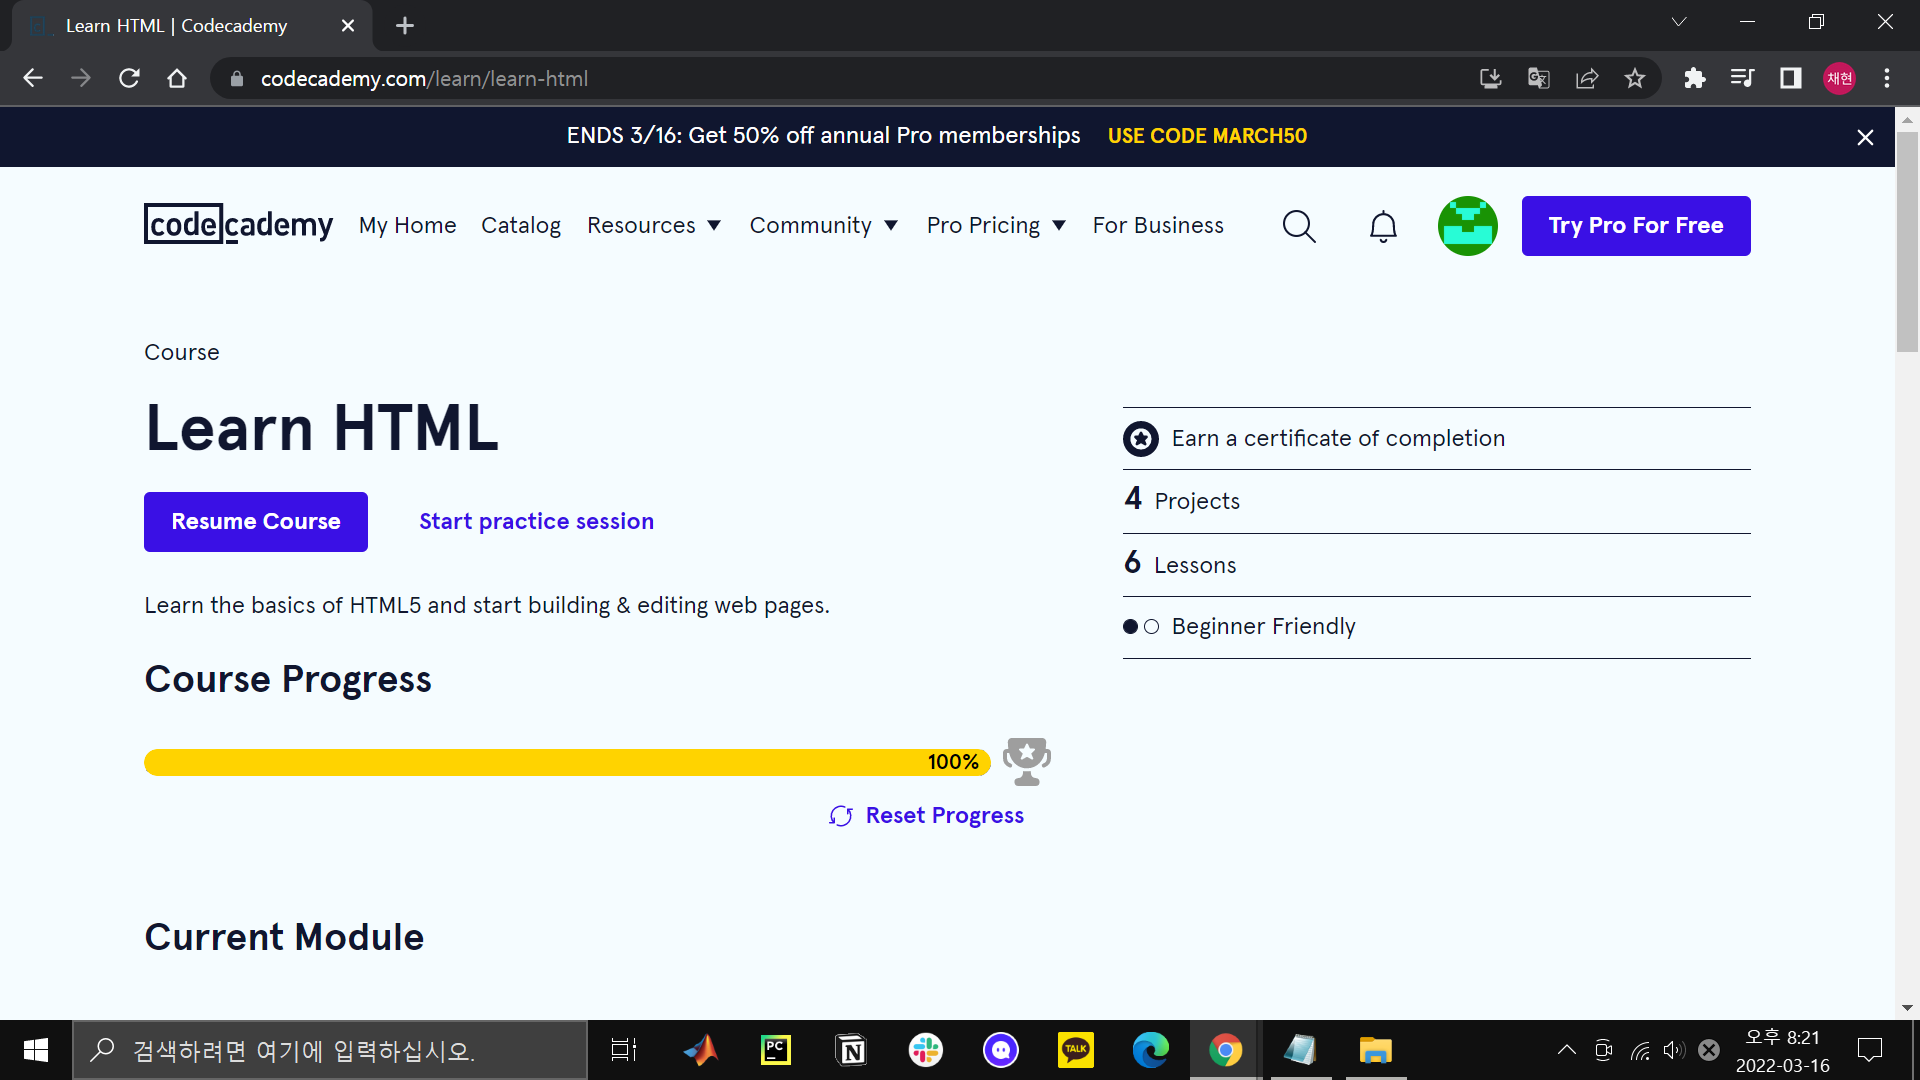 Learn HTML | Codecademy
codecademy.com/learn/learn-html
채현
ENDS 3/16: Get 50% off annual Pro memberships USE CODE MARCH50
codecademy My Home Catalog Resources Community Pro Pricing For Business Try Pro For Free
Course
Learn HTML
Resume Course Start practice session
Learn the basics of HTML5 and start building & editing web pages.
Earn a certificate of completion
4 Projects
6 Lessons
Beginner Friendly
Course Progress
100%
Reset Progress
Current Module
검색하려면 여기에 입력하십시오.
PC
N
TALK
오후 8:21
2022-03-16